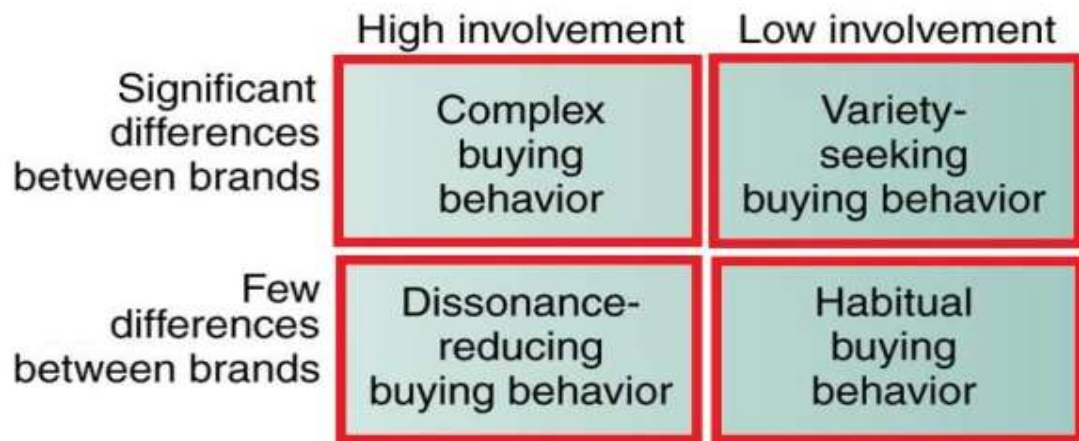 High involvement Low involvement
Significant
differences
between brands
Complex
buying
behavior
Variety-
seeking
buying behavior
Few
differences
between brands
Dissonance-
reducing
buying behavior
Habitual
buying
behavior